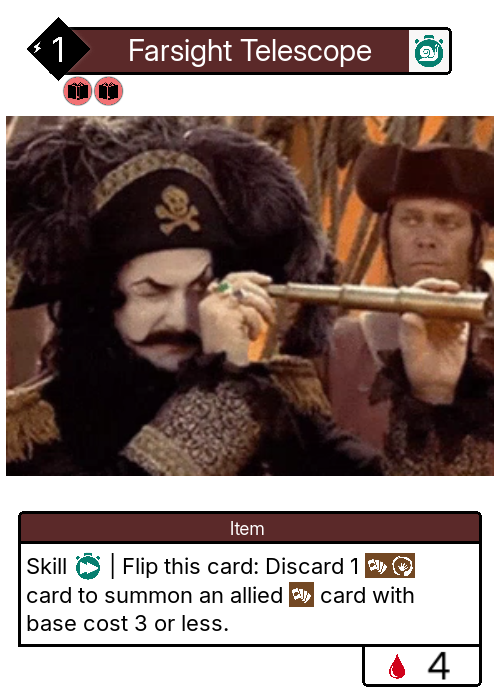 1
Farsight Telescope
Item
Skill | Flip this card: Discard 1
card to summon an allied card with
base cost 3 or less.
4